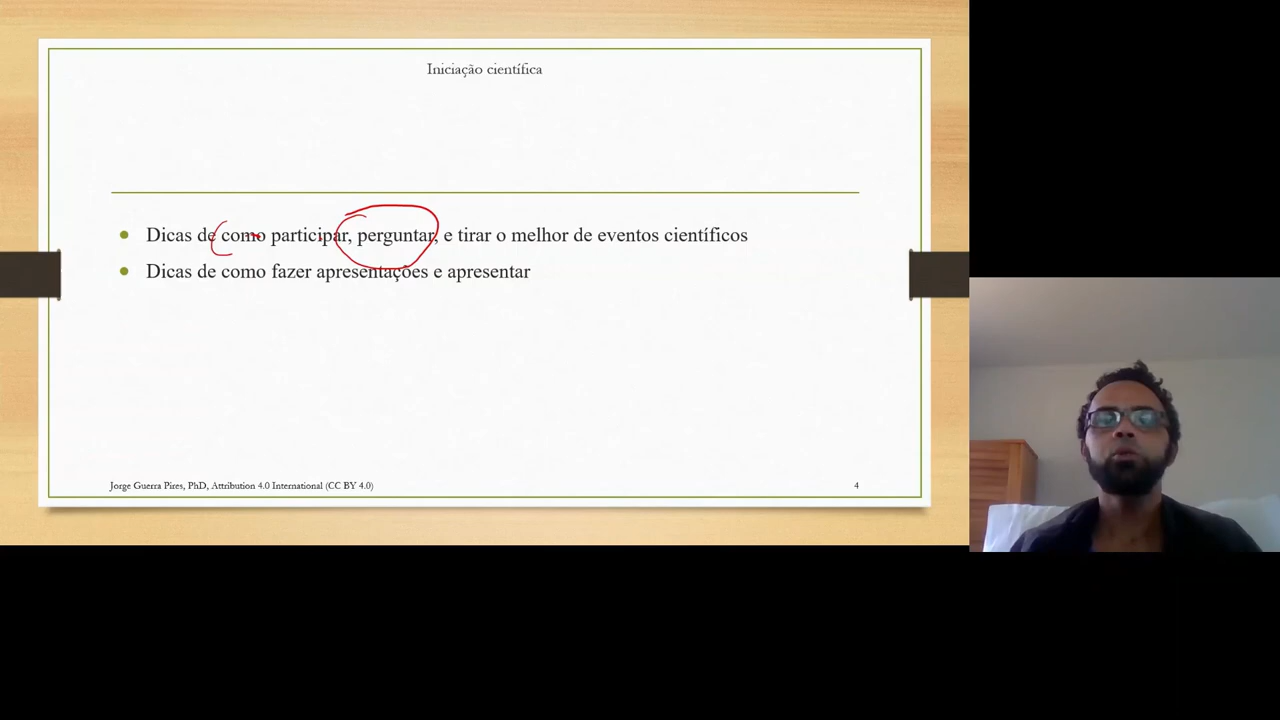 Iniciação científica
• Dicas de como participar, perguntar, e tirar o melhor de eventos científicos
• Dicas de como fazer apresentações e apresentar
Jorge Guerra Pires, PhD, Attribution 4.0 International (CC BY 4.0)
4